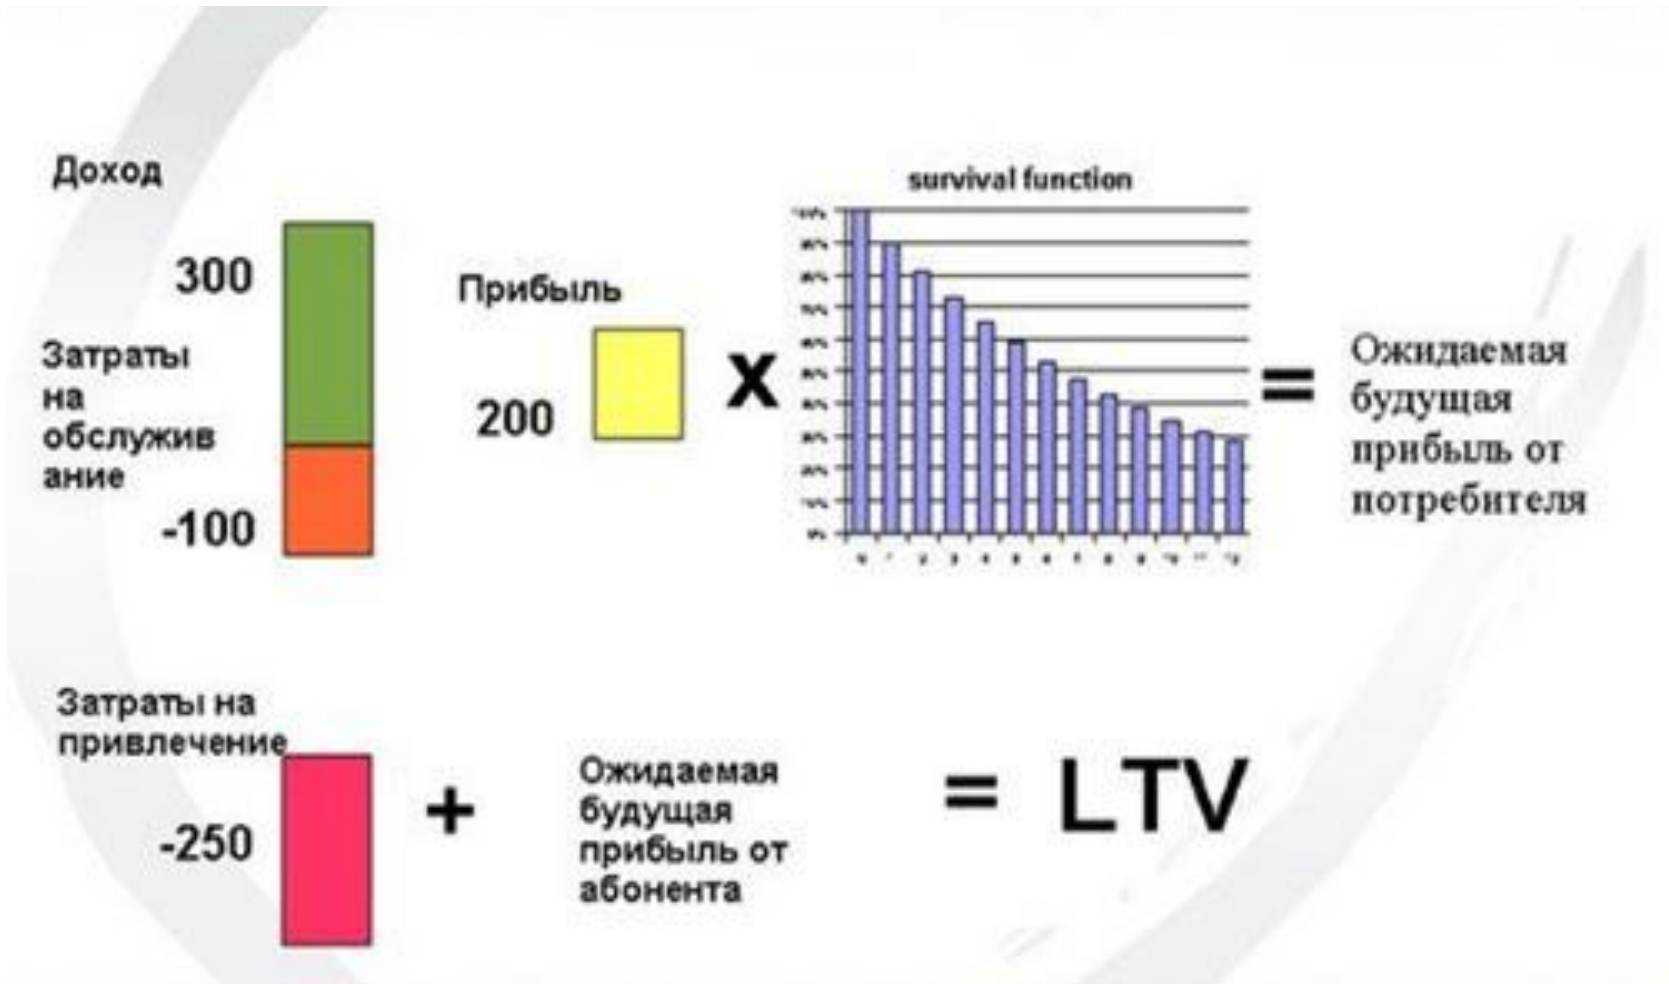 Доход
300
Затраты
на
обслужив
ание
-100
Прибыль
200
X
survival function
=
Ожидаемая
будущая
прибыль от
потребителя
Затраты на
привлечение
-250
+
Ожидаемая
будущая
прибыль от
абонента
= LTV